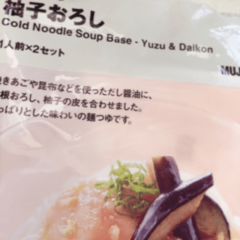 柚子おろし
Cold Noodle Soup Base - Yuzu & Daikon
1人前×2セット
MUJ
きあごや昆布などを使っただし醤油に、
根おろし、柚子の皮を合わせました。
っぱりとした味わいの麺つゆです。